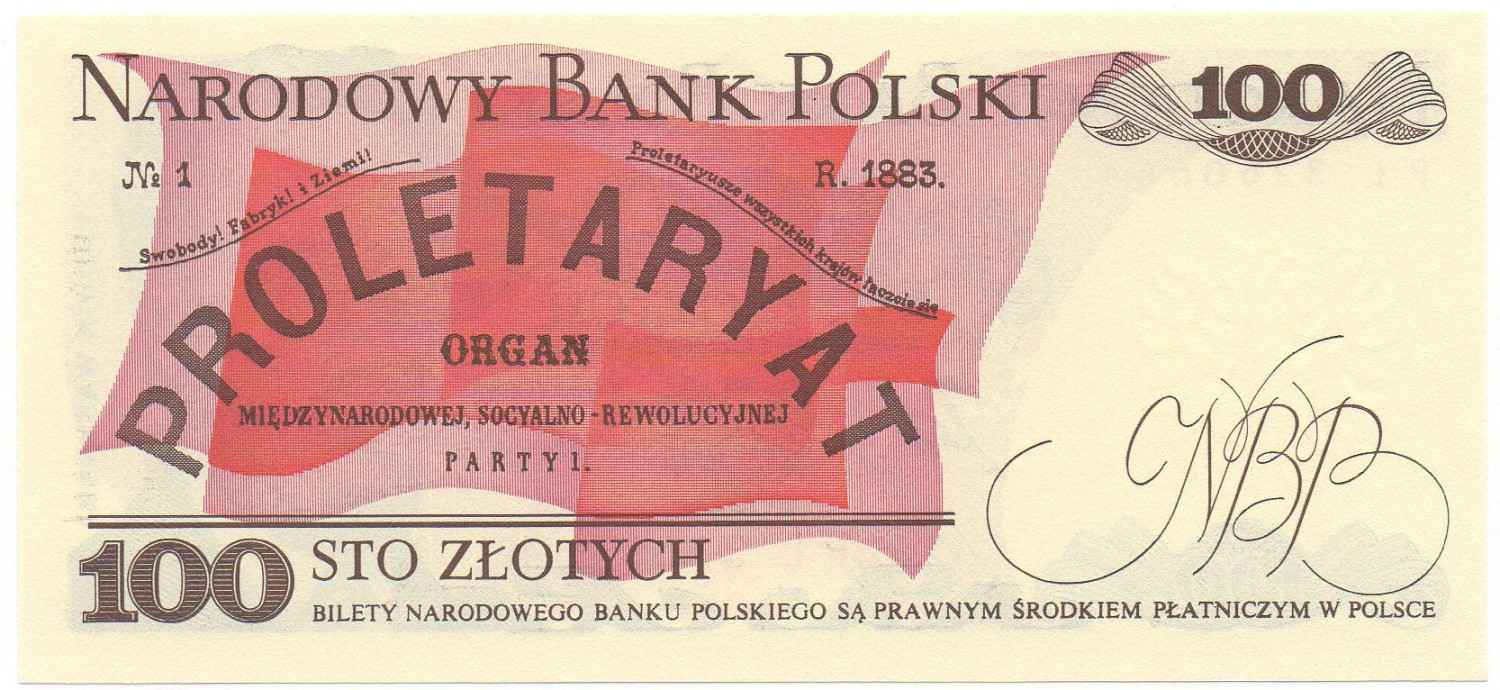 NARODOWY BANK POLSKI
100
№ 1
R. 1883.
Swobody! Fabryk! i Ziemi!
Proletaryusze wszystkich krajów łączcie się
PROLETARYAT
ORGAN
MIĘDZYNARODOWEJ, SOCYALNO-REWOLUCYJNEJ
PARTYI.
NBP
100
STO ZŁOTYCH
BILETY NARODOWEGO BANKU POLSKIEGO SĄ PRAWNYM ŚRODKIEM PŁATNICZYM W POLSCE